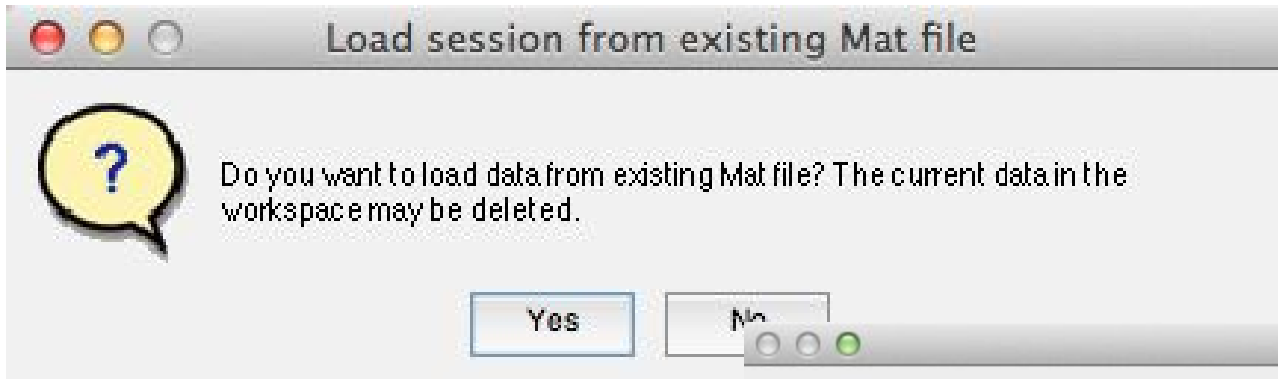 Load session from existing Mat file
?
Do you want to load data from existing Mat file? The current data in the
workspace may be deleted.
Yes
No